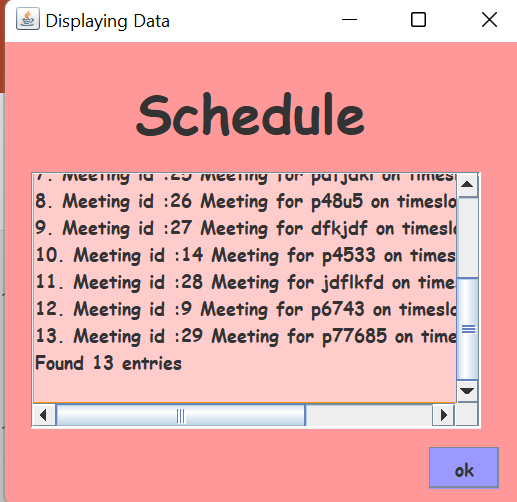 Displaying Data
Schedule
7. Meeting id :25 Meeting for pdfjdkf on timeslo
8. Meeting id :26 Meeting for p48u5 on timeslo
9. Meeting id :27 Meeting for dfkjdf on timeslo
10. Meeting id :14 Meeting for p4533 on times
11. Meeting id :28 Meeting for jdflkfd on time
12. Meeting id :9 Meeting for p6743 on timeslo
13. Meeting id :29 Meeting for p77685 on time
Found 13 entries
ok